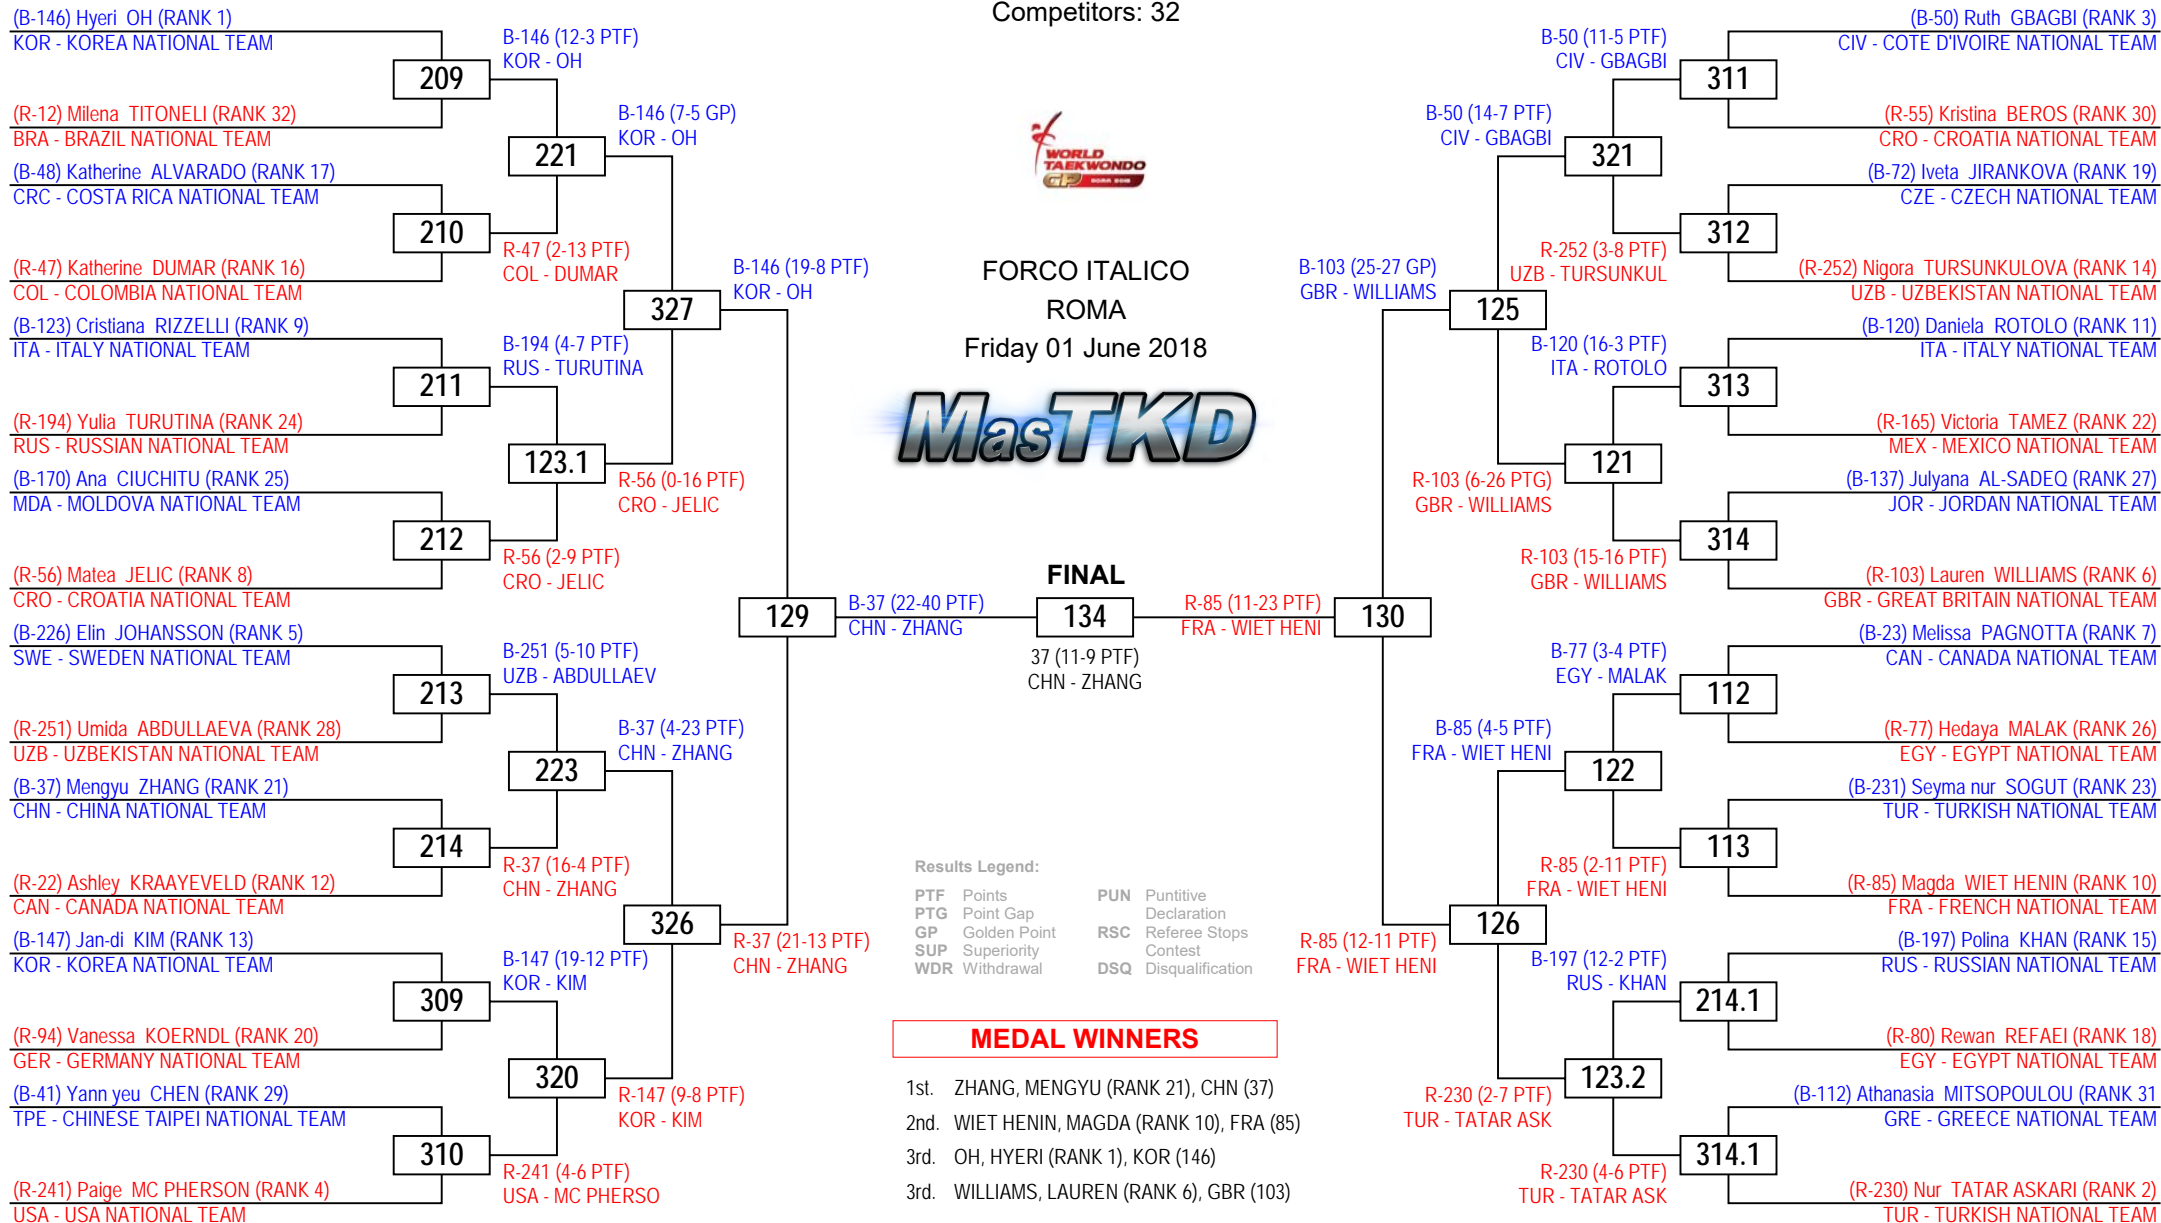 Competitors: 32
(B-146) Hyeri OH (RANK 1)
KOR - KOREA NATIONAL TEAM
209
(R-12) Milena TITONELI (RANK 32)
BRA - BRAZIL NATIONAL TEAM
(B-48) Katherine ALVARADO (RANK 17)
CRC - COSTA RICA NATIONAL TEAM
210
(R-47) Katherine DUMAR (RANK 16)
COL - COLOMBIA NATIONAL TEAM
(B-123) Cristiana RIZZELLI (RANK 9)
ITA - ITALY NATIONAL TEAM
211
(R-194) Yulia TURUTINA (RANK 24)
RUS - RUSSIAN NATIONAL TEAM
(B-170) Ana CIUCHITU (RANK 25)
MDA - MOLDOVA NATIONAL TEAM
212
(R-56) Matea JELIC (RANK 8)
CRO - CROATIA NATIONAL TEAM
(B-226) Elin JOHANSSON (RANK 5)
SWE - SWEDEN NATIONAL TEAM
213
(R-251) Umida ABDULLAEVA (RANK 28)
UZB - UZBEKISTAN NATIONAL TEAM
(B-37) Mengyu ZHANG (RANK 21)
CHN - CHINA NATIONAL TEAM
214
(R-22) Ashley KRAAYEVELD (RANK 12)
CAN - CANADA NATIONAL TEAM
(B-147) Jan-di KIM (RANK 13)
KOR - KOREA NATIONAL TEAM
309
(R-94) Vanessa KOERNDL (RANK 20)
GER - GERMANY NATIONAL TEAM
(B-41) Yann yeu CHEN (RANK 29)
TPE - CHINESE TAIPEI NATIONAL TEAM
310
(R-241) Paige MC PHERSON (RANK 4)
USA - USA NATIONAL TEAM
B-146 (12-3 PTF)
KOR - OH
221
R-47 (2-13 PTF)
COL - DUMAR
B-194 (4-7 PTF)
RUS - TURUTINA
123.1
R-56 (2-9 PTF)
CRO - JELIC
B-251 (5-10 PTF)
UZB - ABDULLAEV
223
R-37 (16-4 PTF)
CHN - ZHANG
B-147 (19-12 PTF)
KOR - KIM
320
R-241 (4-6 PTF)
USA - MC PHERSO
B-146 (7-5 GP)
KOR - OH
327
R-56 (0-16 PTF)
CRO - JELIC
B-37 (4-23 PTF)
CHN - ZHANG
326
R-147 (9-8 PTF)
KOR - KIM
B-146 (19-8 PTF)
KOR - OH
129
R-37 (21-13 PTF)
CHN - ZHANG
B-37 (22-40 PTF)
CHN - ZHANG
WORLD
TAEKWONDO
GP ROMA 2018
FORCO ITALICO
ROMA
Friday 01 June 2018
MasTKD
FINAL
134
37 (11-9 PTF)
CHN - ZHANG
R-85 (11-23 PTF)
FRA - WIET HENI
B-103 (25-27 GP)
GBR - WILLIAMS
130
R-85 (12-11 PTF)
FRA - WIET HENI
B-50 (14-7 PTF)
CIV - GBAGBI
125
R-103 (6-26 PTG)
GBR - WILLIAMS
B-85 (4-5 PTF)
FRA - WIET HENI
126
R-230 (2-7 PTF)
TUR - TATAR ASK
B-50 (11-5 PTF)
CIV - GBAGBI
321
R-252 (3-8 PTF)
UZB - TURSUNKUL
B-120 (16-3 PTF)
ITA - ROTOLO
121
R-103 (15-16 PTF)
GBR - WILLIAMS
B-77 (3-4 PTF)
EGY - MALAK
122
R-85 (2-11 PTF)
FRA - WIET HENI
B-197 (12-2 PTF)
RUS - KHAN
123.2
R-230 (4-6 PTF)
TUR - TATAR ASK
(B-50) Ruth GBAGBI (RANK 3)
CIV - COTE D'IVOIRE NATIONAL TEAM
311
(R-55) Kristina BEROS (RANK 30)
CRO - CROATIA NATIONAL TEAM
(B-72) Iveta JIRANKOVA (RANK 19)
CZE - CZECH NATIONAL TEAM
312
(R-252) Nigora TURSUNKULOVA (RANK 14)
UZB - UZBEKISTAN NATIONAL TEAM
(B-120) Daniela ROTOLO (RANK 11)
ITA - ITALY NATIONAL TEAM
313
(R-165) Victoria TAMEZ (RANK 22)
MEX - MEXICO NATIONAL TEAM
(B-137) Julyana AL-SADEQ (RANK 27)
JOR - JORDAN NATIONAL TEAM
314
(R-103) Lauren WILLIAMS (RANK 6)
GBR - GREAT BRITAIN NATIONAL TEAM
(B-23) Melissa PAGNOTTA (RANK 7)
CAN - CANADA NATIONAL TEAM
112
(R-77) Hedaya MALAK (RANK 26)
EGY - EGYPT NATIONAL TEAM
(B-231) Seyma nur SOGUT (RANK 23)
TUR - TURKISH NATIONAL TEAM
113
(R-85) Magda WIET HENIN (RANK 10)
FRA - FRENCH NATIONAL TEAM
(B-197) Polina KHAN (RANK 15)
RUS - RUSSIAN NATIONAL TEAM
214.1
(R-80) Rewan REFAEI (RANK 18)
EGY - EGYPT NATIONAL TEAM
(B-112) Athanasia MITSOPOULOU (RANK 31
GRE - GREECE NATIONAL TEAM
314.1
(R-230) Nur TATAR ASKARI (RANK 2)
TUR - TURKISH NATIONAL TEAM
Results Legend:
PTF Points
PTG Point Gap
GP Golden Point
SUP Superiority
WDR Withdrawal
PUN Puntitive
Declaration
RSC Referee Stops
Contest
DSQ Disqualification
MEDAL WINNERS
1st. ZHANG, MENGYU (RANK 21), CHN (37)
2nd. WIET HENIN, MAGDA (RANK 10), FRA (85)
3rd. OH, HYERI (RANK 1), KOR (146)
3rd. WILLIAMS, LAUREN (RANK 6), GBR (103)